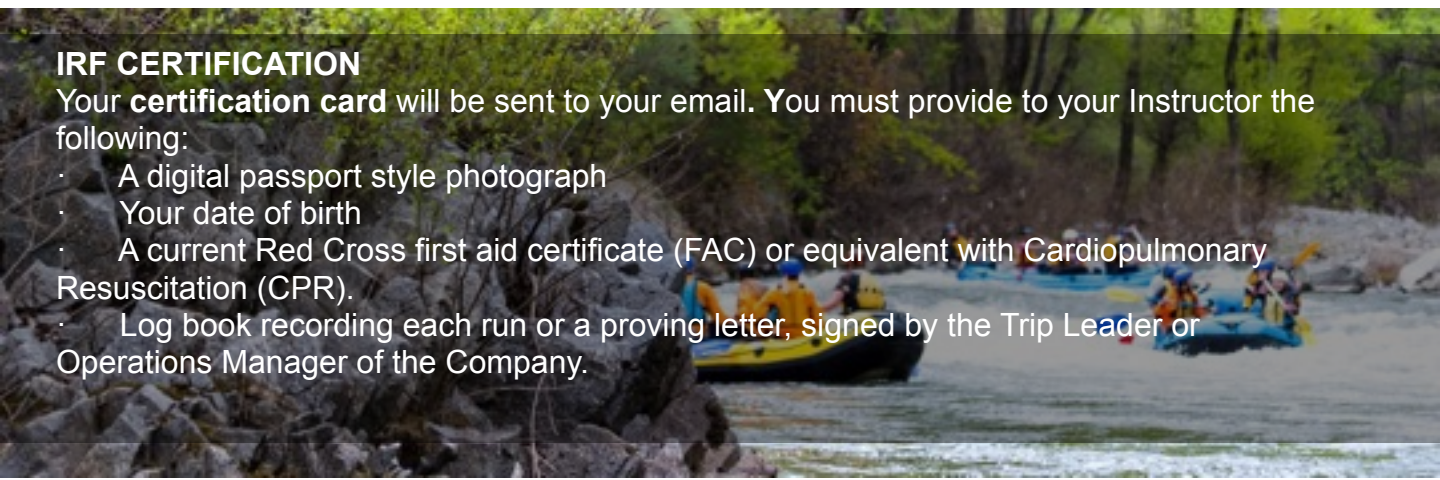 IRF CERTIFICATION
Your certification card will be sent to your email. You must provide to your Instructor the
following:
· A digital passport style photograph
· Your date of birth
· A current Red Cross first aid certificate (FAC) or equivalent with Cardiopulmonary
Resuscitation (CPR).
· Log book recording each run or a proving letter, signed by the Trip Leader or
Operations Manager of the Company.